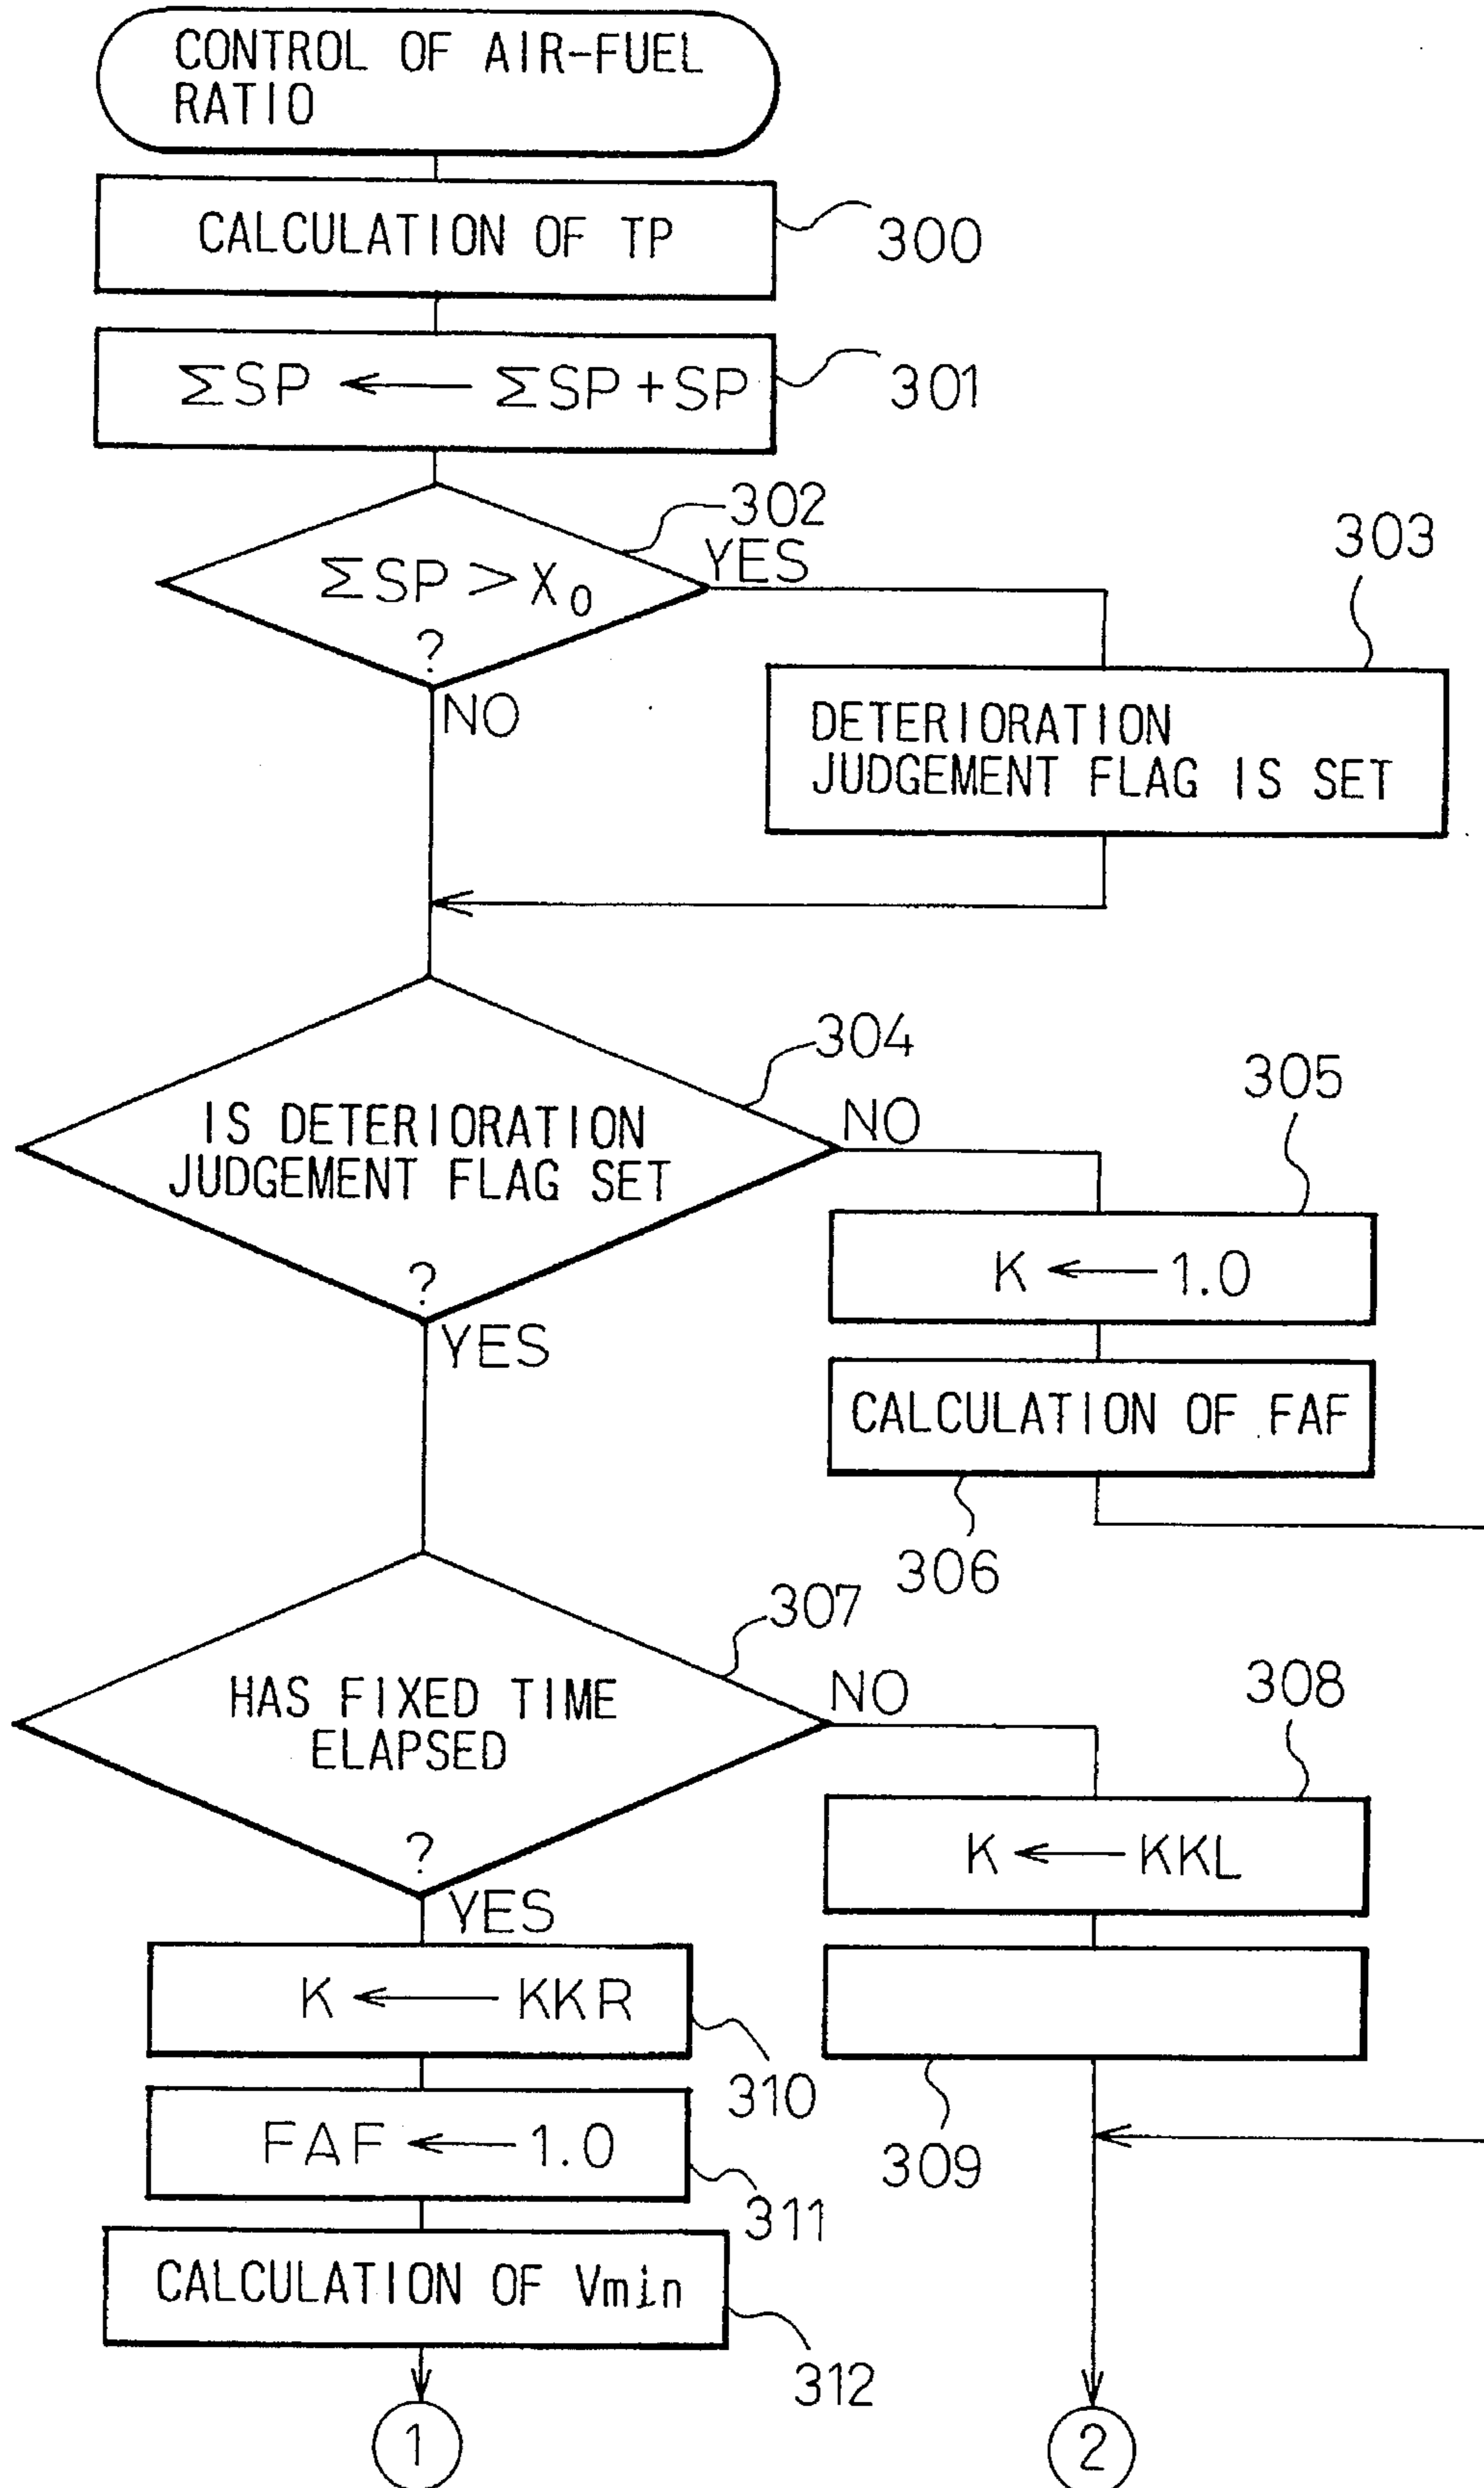 CONTROL OF AIR-FUEL
RATIO
CALCULATION OF TP
300
ΣSP ← ΣSP+SP
301
302
ΣSP > X₀
?
YES
NO
303
DETERIORATION
JUDGEMENT FLAG IS SET
304
IS DETERIORATION
JUDGEMENT FLAG SET
?
NO
YES
305
K ← 1.0
CALCULATION OF FAF
306
307
HAS FIXED TIME
ELAPSED
?
NO
YES
308
K ← KKL
309
K ← KKR
310
FAF ← 1.0
311
CALCULATION OF Vmin
312
1
2